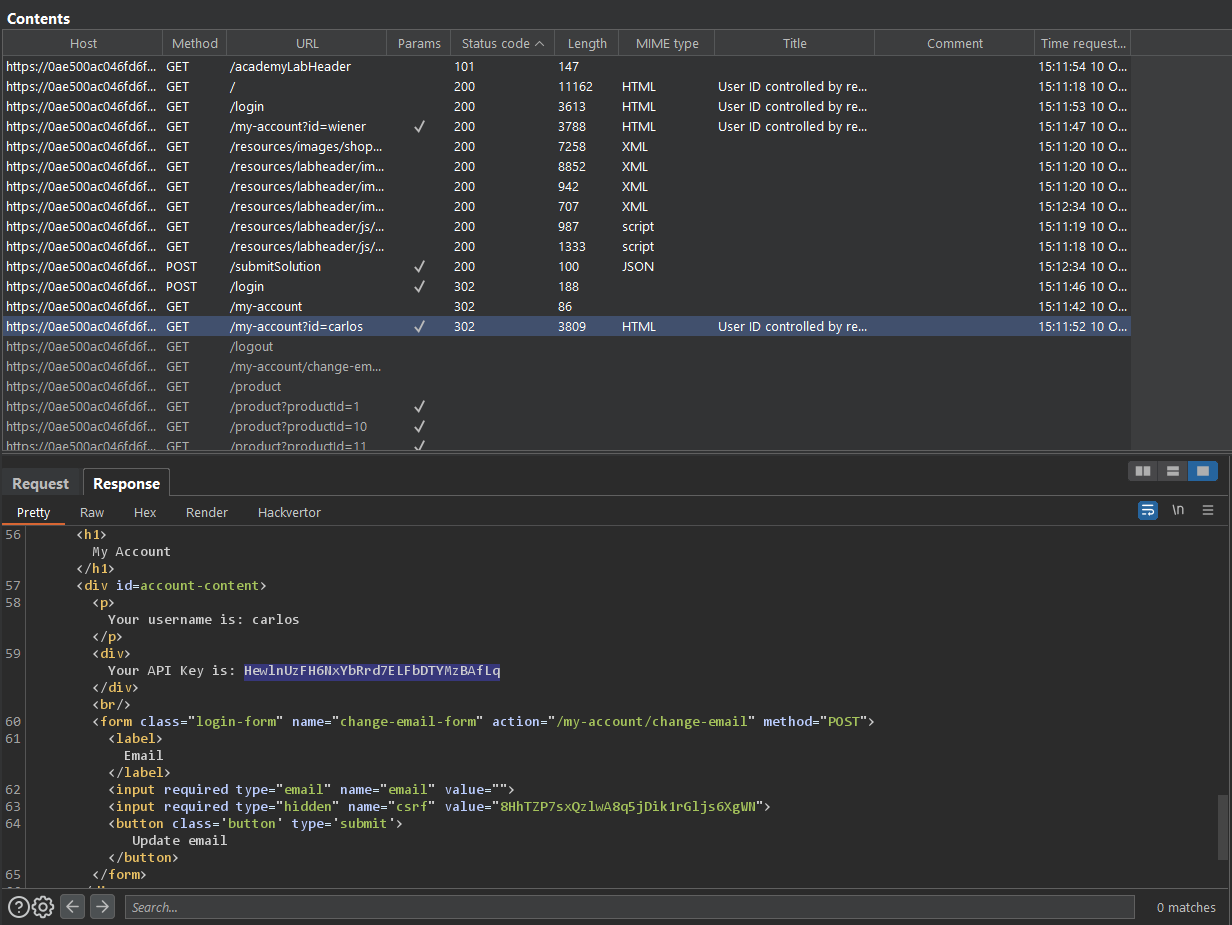 Contents
Host Method URL Params Status code Length MIME type Title Comment Time request...
https://0ae500ac046fd6f... GET /academyLabHeader 101 147 15:11:54 10 O...
https://0ae500ac046fd6f... GET / 200 11162 HTML User ID controlled by re... 15:11:18 10 O...
https://0ae500ac046fd6f... GET /login 200 3613 HTML User ID controlled by re... 15:11:53 10 O...
https://0ae500ac046fd6f... GET /my-account?id=wiener ✓ 200 3788 HTML User ID controlled by re... 15:11:47 10 O...
https://0ae500ac046fd6f... GET /resources/images/shop... 200 7258 XML 15:11:20 10 O...
https://0ae500ac046fd6f... GET /resources/labheader/im... 200 8852 XML 15:11:20 10 O...
https://0ae500ac046fd6f... GET /resources/labheader/im... 200 942 XML 15:11:20 10 O...
https://0ae500ac046fd6f... GET /resources/labheader/im... 200 707 XML 15:12:34 10 O...
https://0ae500ac046fd6f... GET /resources/labheader/js/... 200 987 script 15:11:19 10 O...
https://0ae500ac046fd6f... GET /resources/labheader/js/... 200 1333 script 15:11:18 10 O...
https://0ae500ac046fd6f... POST /submitSolution ✓ 200 100 JSON 15:12:34 10 O...
https://0ae500ac046fd6f... POST /login ✓ 302 188 15:11:46 10 O...
https://0ae500ac046fd6f... GET /my-account 302 86 15:11:42 10 O...
https://0ae500ac046fd6f... GET /my-account?id=carlos ✓ 302 3809 HTML User ID controlled by re... 15:11:52 10 O...
https://0ae500ac046fd6f... GET /logout
https://0ae500ac046fd6f... GET /my-account/change-em...
https://0ae500ac046fd6f... GET /product
https://0ae500ac046fd6f... GET /product?productId=1 ✓
https://0ae500ac046fd6f... GET /product?productId=10 ✓
https://0ae500ac046fd6f... GET /product?productId=11 ✓
Request Response
Pretty Raw Hex Render Hackvertor \n
56 <h1>
My Account
</h1>
57 <div id=account-content>
58 <p>
Your username is: carlos
</p>
59 <div>
Your API Key is: HewlnUzFH6NxYbRrd7ELFbDTYMzBAfLq
</div>
<br/>
60 <form class="login-form" name="change-email-form" action="/my-account/change-email" method="POST">
61 <label>
Email
</label>
62 <input required type="email" name="email" value="">
63 <input required type="hidden" name="csrf" value="8HhTZP7sxQzlwA8q5jDik1rGljs6XgWN">
64 <button class='button' type='submit'>
Update email
</button>
65 </form>
Search... 0 matches